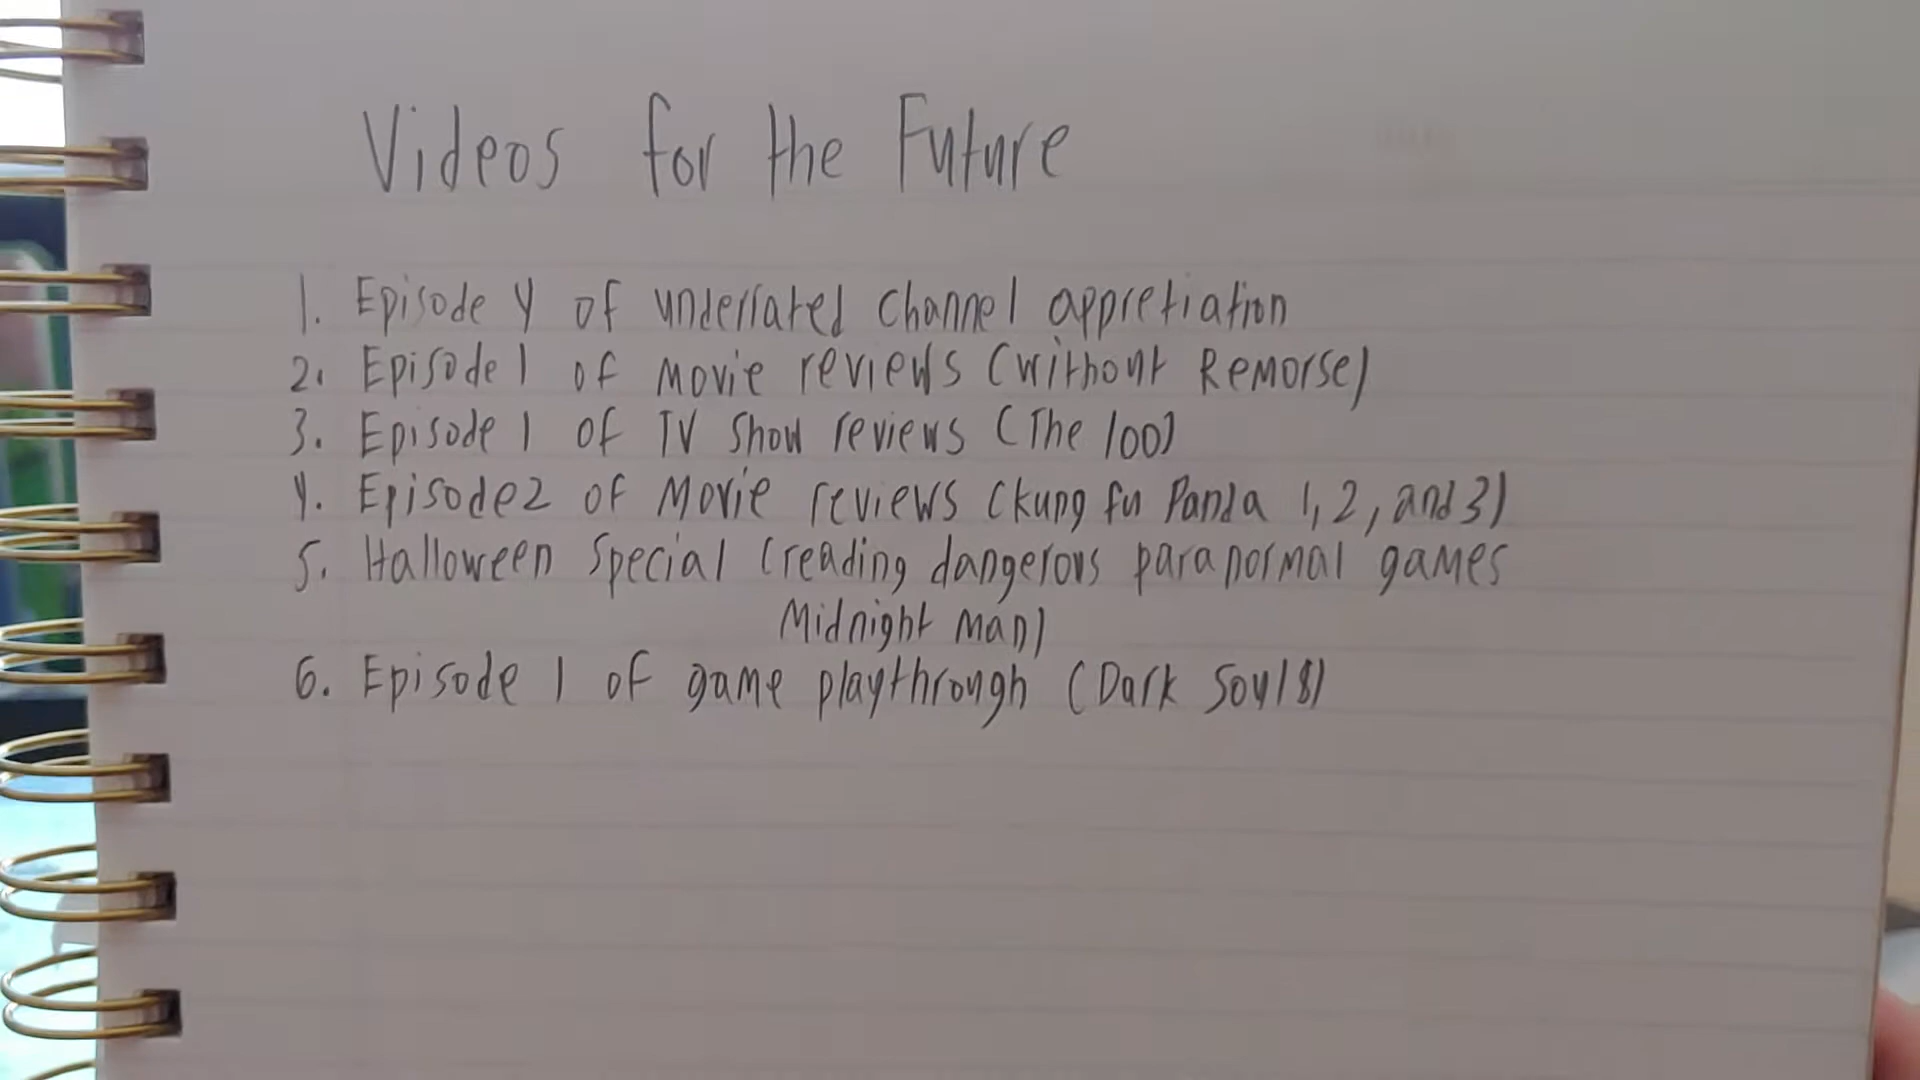 Videos for the Future
1. Episode 4 of underrated channel appretiation
2. Episode 1 of movie reviews (without Remorse)
3. Episode 1 of TV Show reviews (The 100)
4. Episode 2 of Movie reviews (kung fu Panda 1, 2, and 3)
5. Halloween Special (reading dangerous paranormal games
Midnight Man)
6. Episode 1 of game playthrough (Dark Souls)